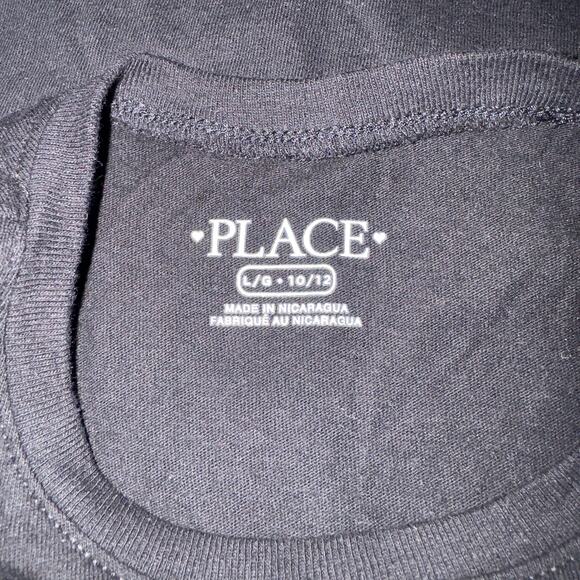 ♥PLACE♥
L/G • 10/12
MADE IN NICARAGUA
FABRIQUÉ AU NICARAGUA